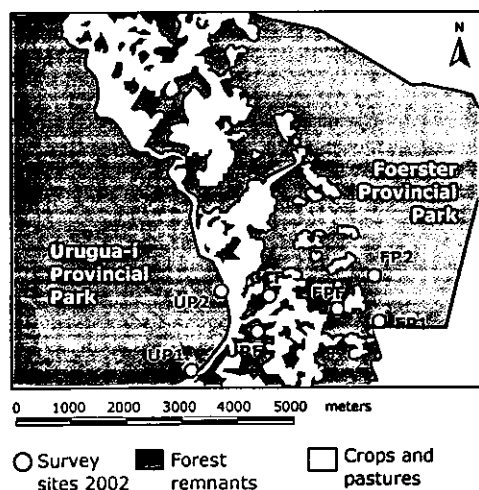 N
Foerster
Provincial
Park
Urugua-í
Provincial
Park
FP2
UP2
FPF
FP1
UP1
UPF
0 1000 2000 3000 4000 5000 meters
Survey
sites 2002
Forest
remnants
Crops and
pastures